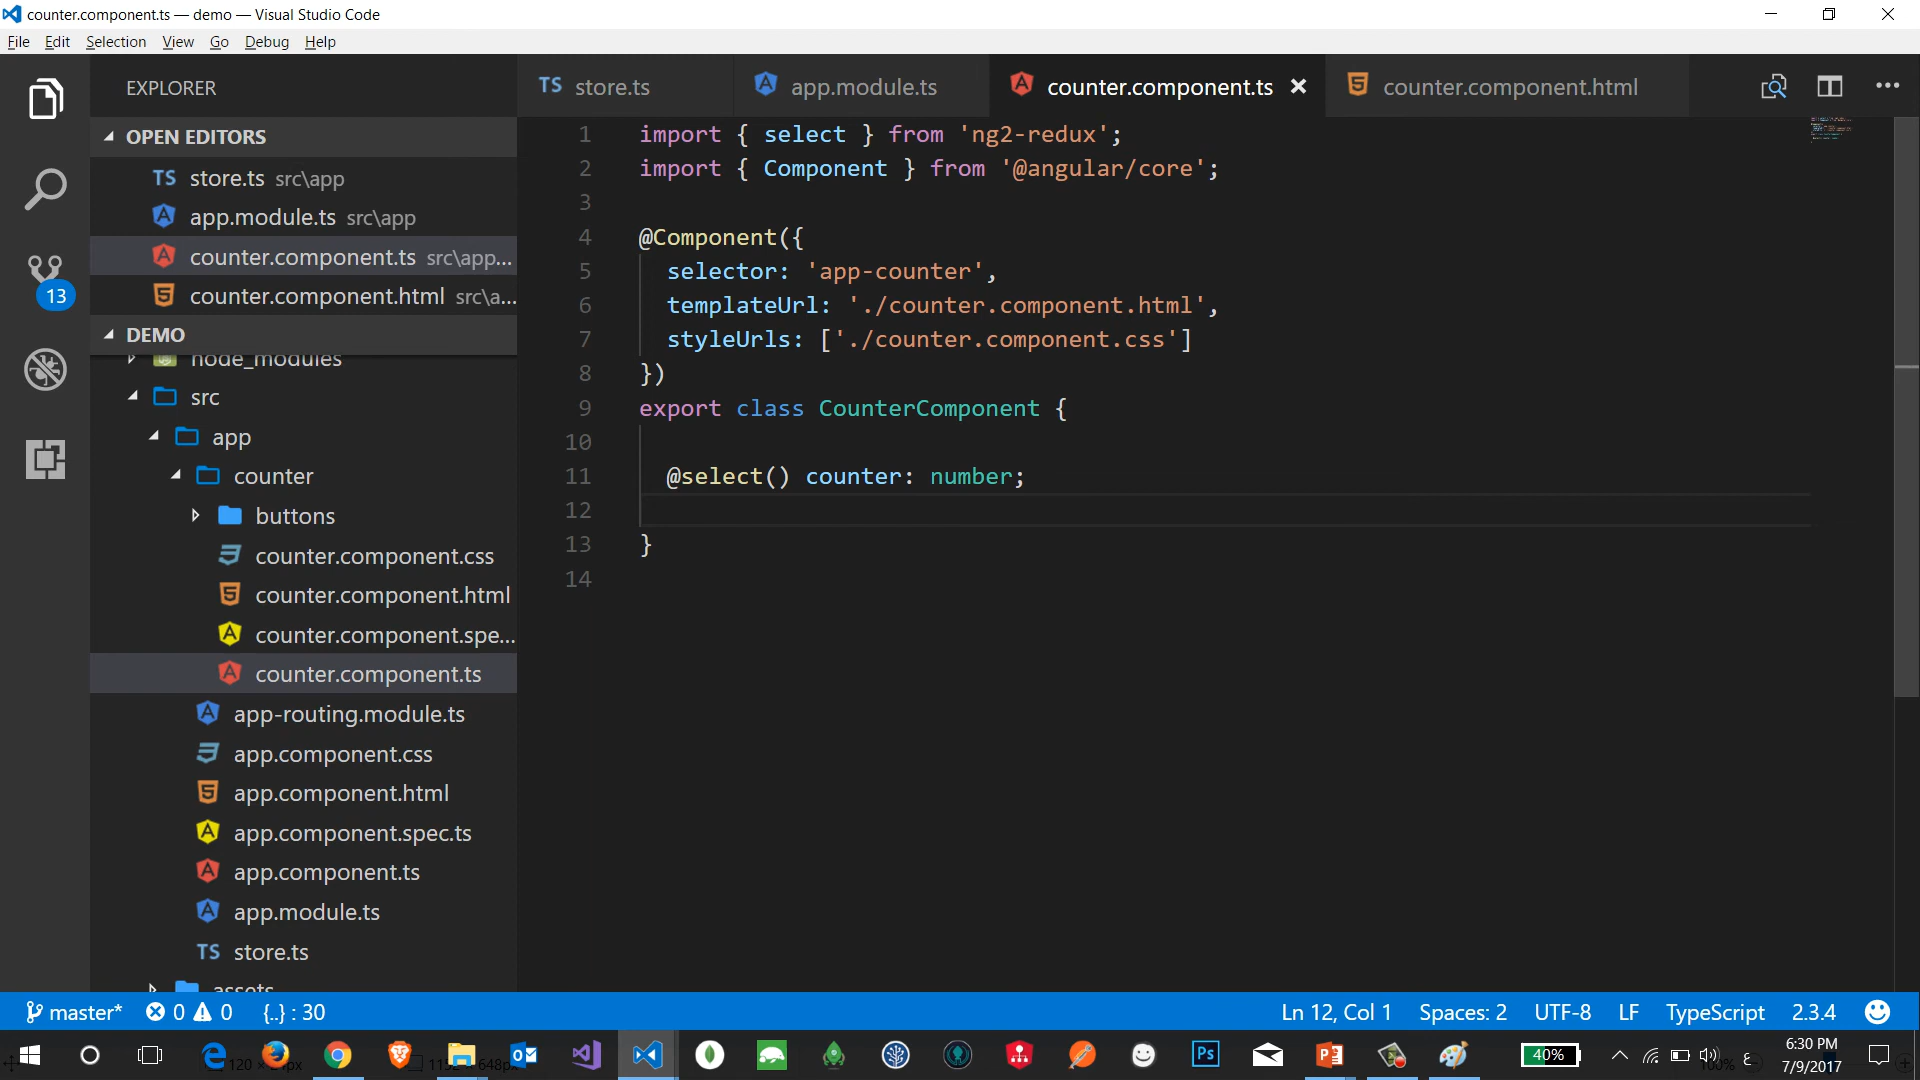 counter.component.ts — demo — Visual Studio Code
File Edit Selection View Go Debug Help
EXPLORER
OPEN EDITORS
TS store.ts src\app
app.module.ts src\app
counter.component.ts src\app...
counter.component.html src\a...
DEMO
node_modules
src
app
counter
buttons
counter.component.css
counter.component.html
counter.component.spe...
counter.component.ts
app-routing.module.ts
app.component.css
app.component.html
app.component.spec.ts
app.component.ts
app.module.ts
TS store.ts
assets
13
TS store.ts app.module.ts counter.component.ts counter.component.html
1 import { select } from 'ng2-redux';
2 import { Component } from '@angular/core';
3
4 @Component({
5 selector: 'app-counter',
6 templateUrl: './counter.component.html',
7 styleUrls: ['./counter.component.css']
8 })
9 export class CounterComponent {
10
11 @select() counter: number;
12
13 }
14
master* 0 0 {..} : 30 Ln 12, Col 1 Spaces: 2 UTF-8 LF TypeScript 2.3.4
Ps 40% ع 6:30 PM
7/9/2017